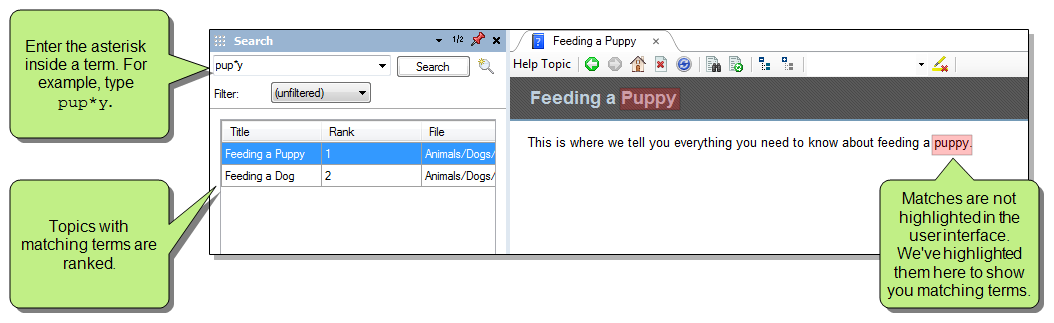 Enter the asterisk
inside a term. For
example, type
pup*y.
Topics with
matching terms are
ranked.
Search
1/2
pup*y
Search
Filter:
(unfiltered)
Title Rank File
Feeding a Puppy 1 Animals/Dogs/
Feeding a Dog 2 Animals/Dogs/
Feeding a Puppy
Help Topic
Feeding a Puppy
This is where we tell you everything you need to know about feeding a puppy.
Matches are not
highlighted in the
user interface.
We've highlighted
them here to show
you matching terms.